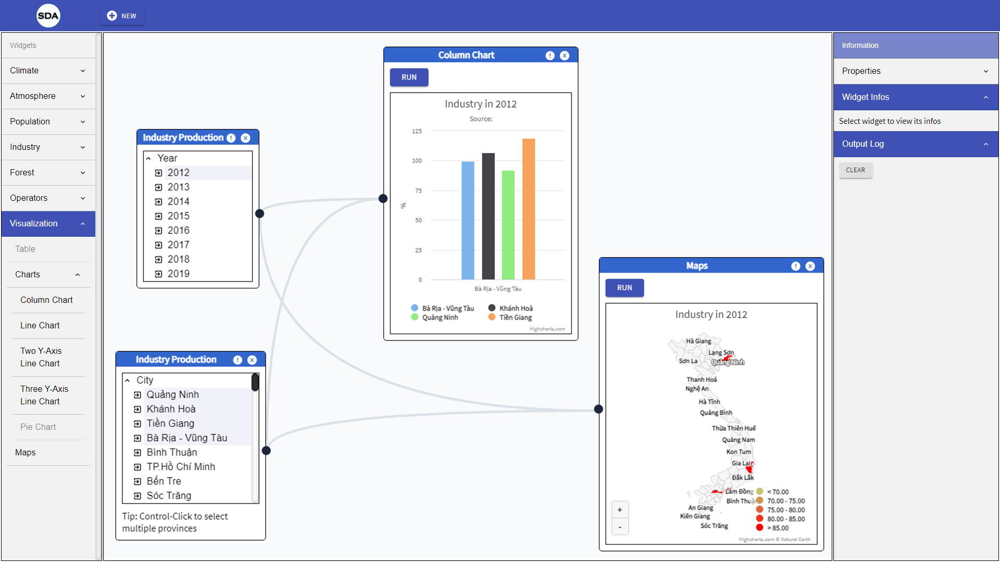 SDA
NEW
Widgets
Climate
Atmosphere
Population
Industry
Forest
Operators
Visualization
Table
Charts
Column Chart
Line Chart
Two Y-Axis
Line Chart
Three Y-Axis
Line Chart
Pie Chart
Maps
Industry Production
Year
2012
2013
2014
2015
2016
2017
2018
2019
Industry Production
City
Quảng Ninh
Khánh Hoà
Tiền Giang
Bà Rịa - Vũng Tàu
Bình Thuận
TP.Hồ Chí Minh
Bến Tre
Sóc Trăng
Tip: Control-Click to select
multiple provinces
Column Chart
RUN
Industry in 2012
Source:
125
100
75
50
25
0
%
Bà Rịa - Vũng Tàu
Bà Rịa - Vũng Tàu
Khánh Hoà
Quảng Ninh
Tiền Giang
Highcharts.com
Maps
RUN
Industry in 2012
Hà Giang
Lạng Sơn
Sơn La
Quảng Ninh
Thanh Hoá
Nghệ An
Hà Tĩnh
Quảng Bình
Thừa Thiên Huế
Quảng Nam
Kon Tum
Gia Lai
Đắk Lắk
Lâm Đồng
Bình Thuận
An Giang
Kiên Giang
Sóc Trăng
+
-
< 70.00
70.00 - 75.00
75.00 - 80.00
80.00 - 85.00
> 85.00
Highcharts.com © Natural Earth
Information
Properties
Widget Infos
Select widget to view its infos
Output Log
CLEAR